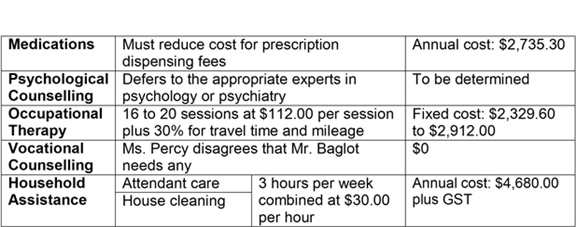 Medications Must reduce cost for prescription Annual cost: $2,735.30
dispensing fees
Psychological Defers to the appropriate experts in To be determined
Counselling psychology or psychiatry
Occupational 16 to 20 sessions at $112.00 per session Fixed cost: $2,329.60
Therapy plus 30% for travel time and mileage to $2,912.00
Vocational Ms. Percy disagrees that Mr. Baglot $0
Counselling needs any
Household Attendant care 3 hours per week Annual cost: $4,680.00
Assistance House cleaning combined at $30.00 plus GST
per hour